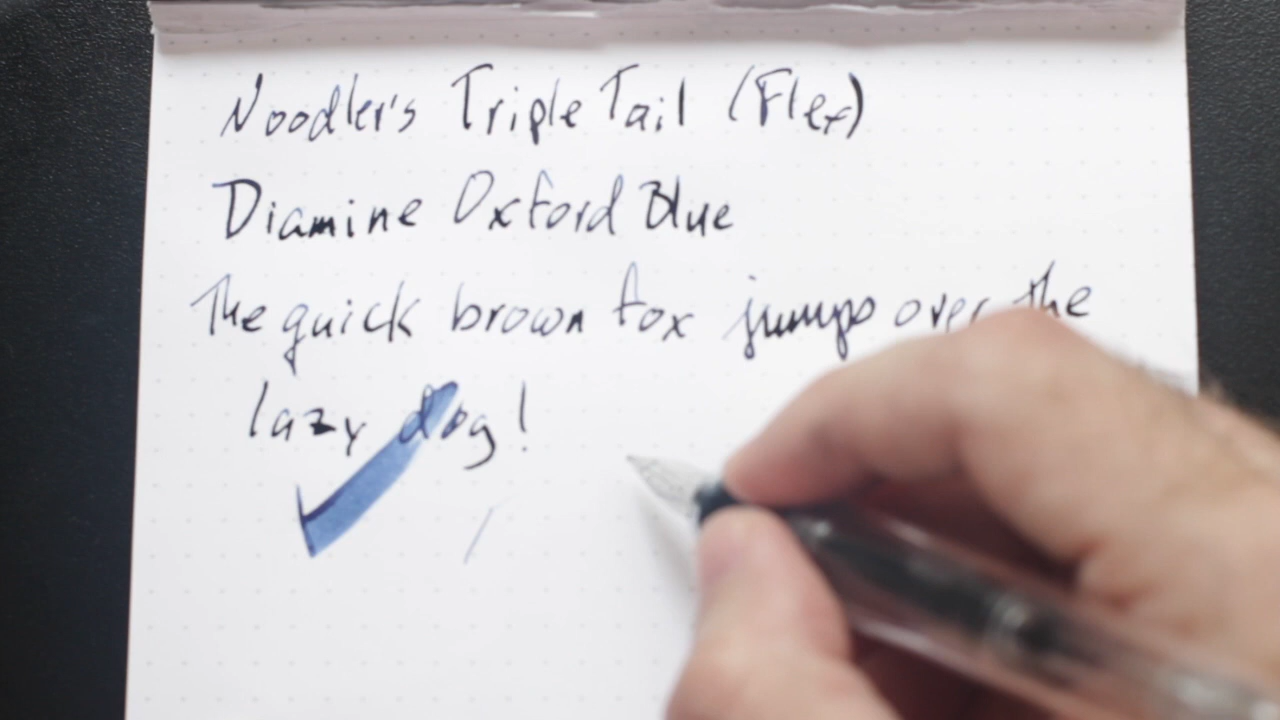 Noodler's Triple Tail (Flex)
Diamine Oxford Blue
The quick brown fox jumps over the
lazy dog!